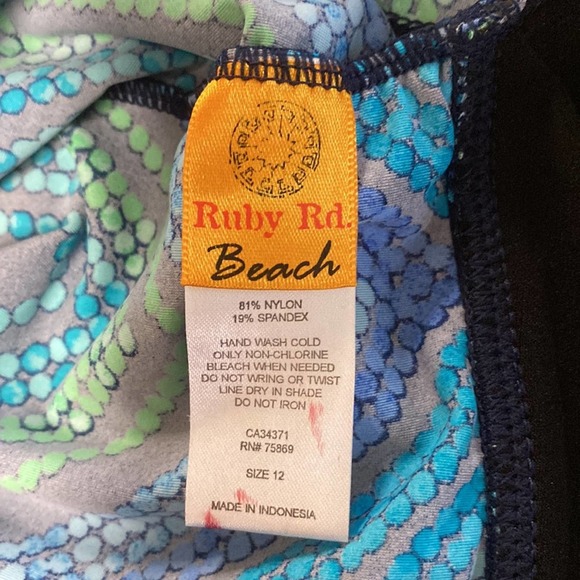 Ruby Rd.
Beach
81% NYLON
19% SPANDEX
HAND WASH COLD
ONLY NON-CHLORINE
BLEACH WHEN NEEDED
DO NOT WRING OR TWIST
LINE DRY IN SHADE
DO NOT IRON
CA34371
RN# 75869
SIZE 12
MADE IN INDONESIA